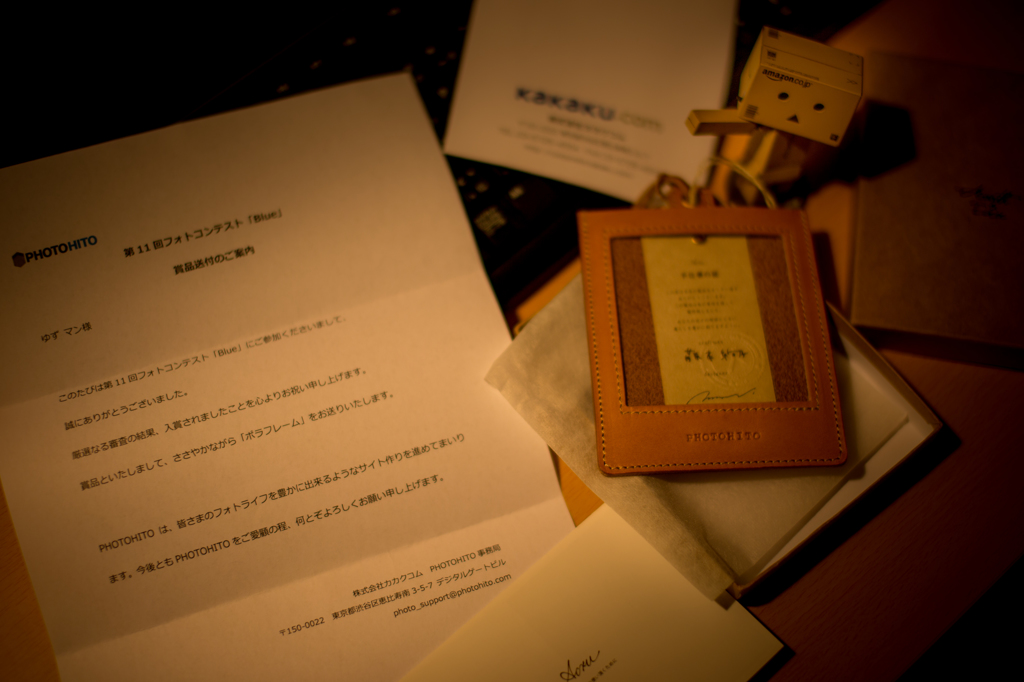 PHOTOHITO
第 11 回フォトコンテスト「Blue」
賞品送付のご案内
ゆず マン様
このたびは第 11 回フォトコンテスト「Blue」にご参加くださいまして、
誠にありがとうございました。
厳選なる審査の結果、入賞されましたことを心よりお祝い申し上げます。
賞品といたしまして、ささやかながら「ポラフレーム」をお送りいたします。
PHOTOHITO は、皆さまのフォトライフを豊かに出来るようなサイト作りを進めてまいり
ます。今後とも PHOTOHITO をご愛顧の程、何とぞよろしくお願い申し上げます。
株式会社カカクコム PHOTOHITO 事務局
〒150-0022 東京都渋谷区恵比寿南 3-5-7 デジタルゲートビル
photo_support@photohito.com
kakaku.com
amazon.co.jp
PHOTOHITO